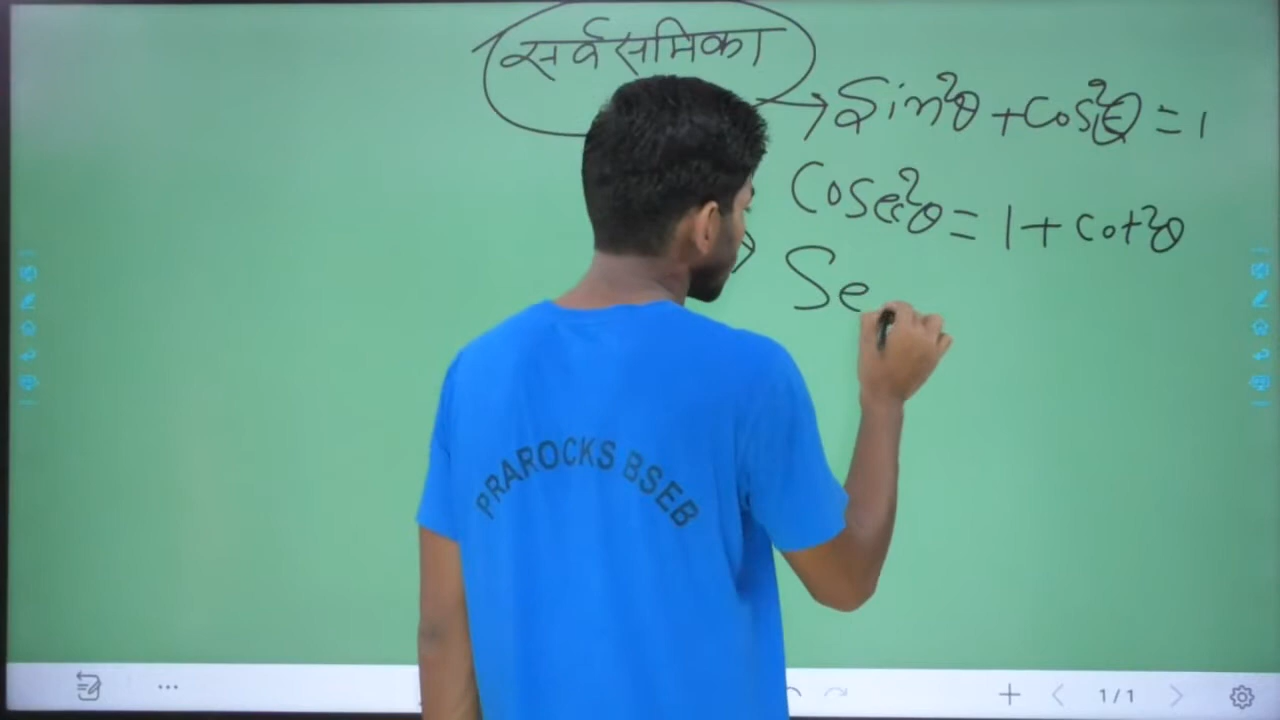 सर्वसमिका
→ Sin²θ + Cos²θ = 1
Cosec²θ = 1 + cot²θ
Se
PRAROCKS BSEB
1/1